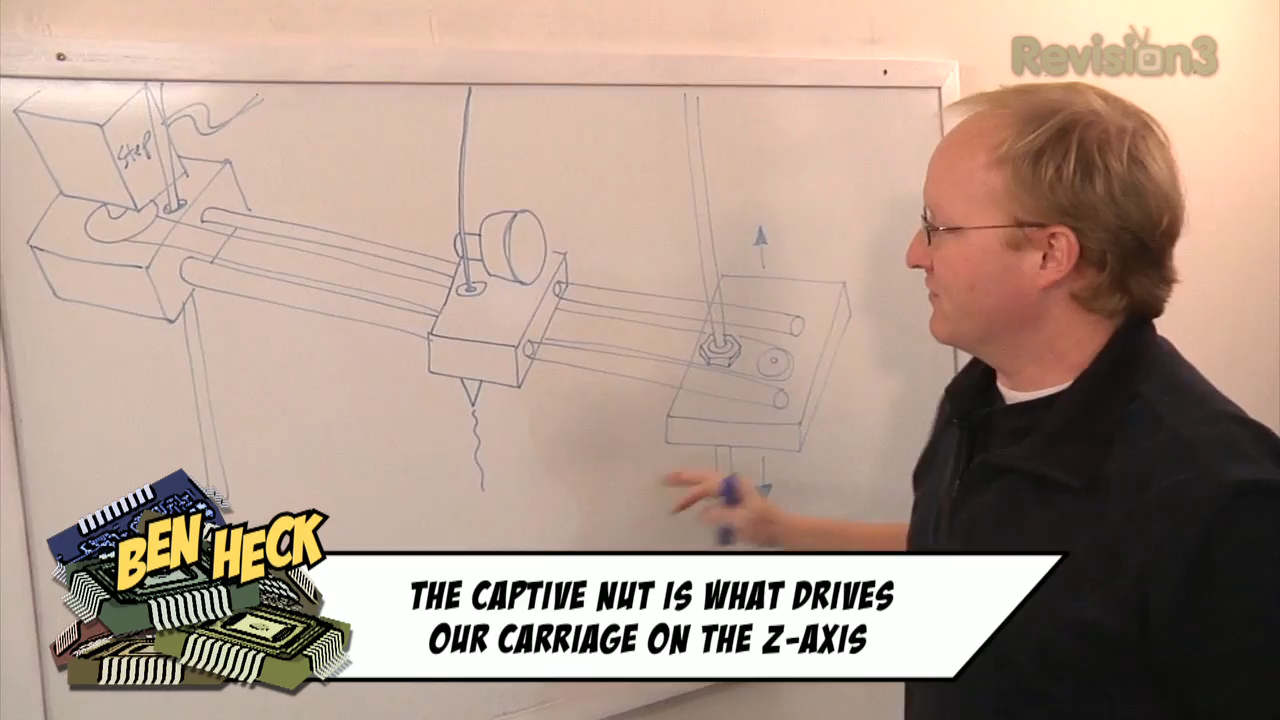 Revision3
Step
BEN HECK
THE CAPTIVE NUT IS WHAT DRIVES
OUR CARRIAGE ON THE Z-AXIS